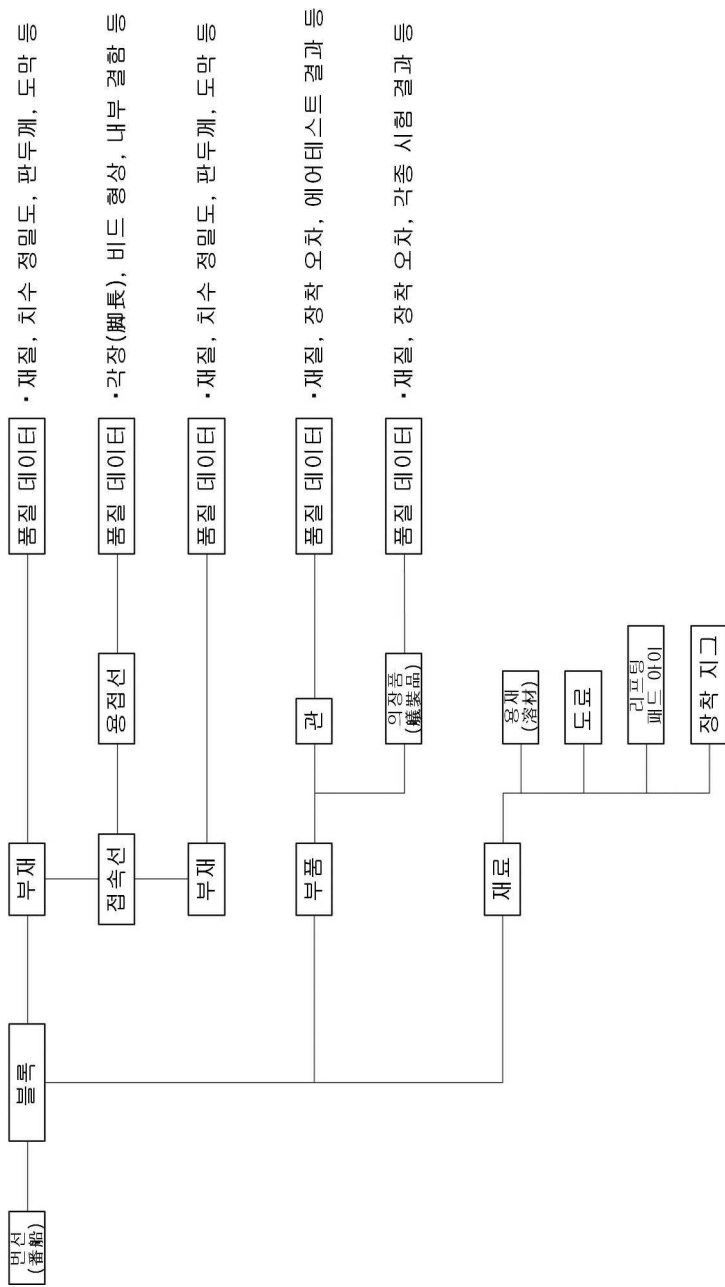 번선
(番船)
블록
부재
품질 데이터
▪ 재질, 치수 정밀도, 판두께, 도막 등
접속선
용접선
품질 데이터
▪ 각장(脚長), 비드 형상, 내부 결함 등
부재
품질 데이터
▪ 재질, 치수 정밀도, 판두께, 도막 등
부품
관
품질 데이터
▪ 재질, 장착 오차, 에어테스트 결과 등
의장품
(艤裝品)
품질 데이터
▪ 재질, 장착 오차, 각종 시험 결과 등
재료
용재
(溶材)
도료
리프팅
패드 아이
장착 지그